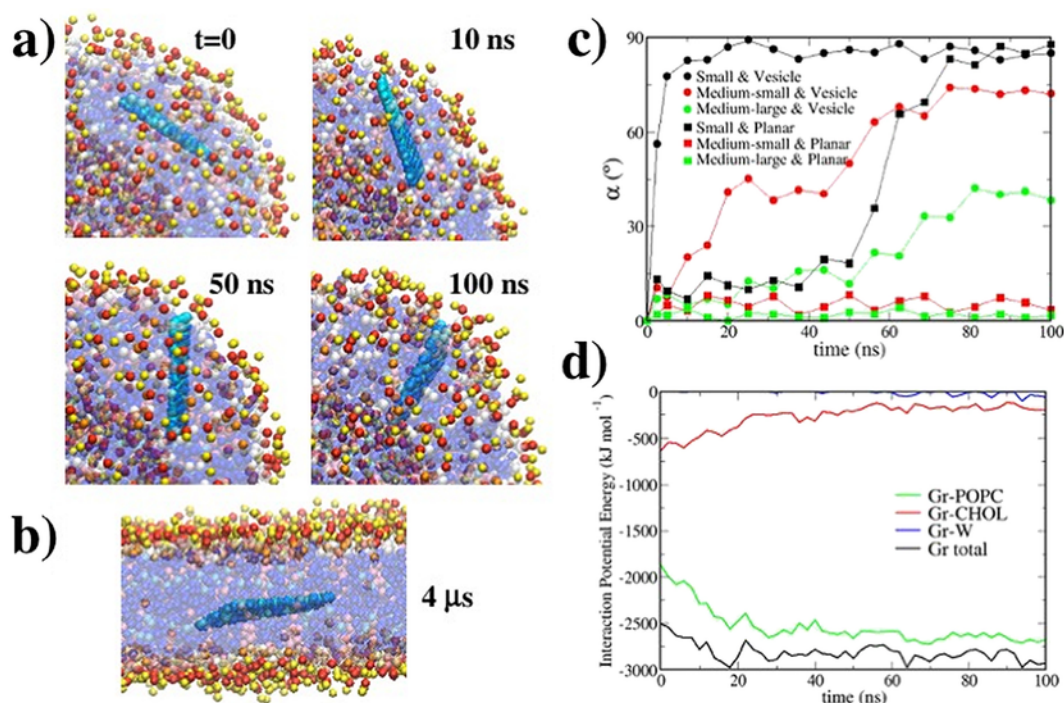 a)
t=0
10 ns
50 ns
100 ns
b)
4 µs
c)
90
60
30
0
α (°)
Small & Vesicle
Medium-small & Vesicle
Medium-large & Vesicle
Small & Planar
Medium-small & Planar
Medium-large & Planar
0 20 40 60 80 100
time (ns)
d)
0
-500
-1000
-1500
-2000
-2500
-3000
Interaction Potential Energy (kJ mol⁻¹)
Gr-POPC
Gr-CHOL
Gr-W
Gr total
0 20 40 60 80 100
time (ns)